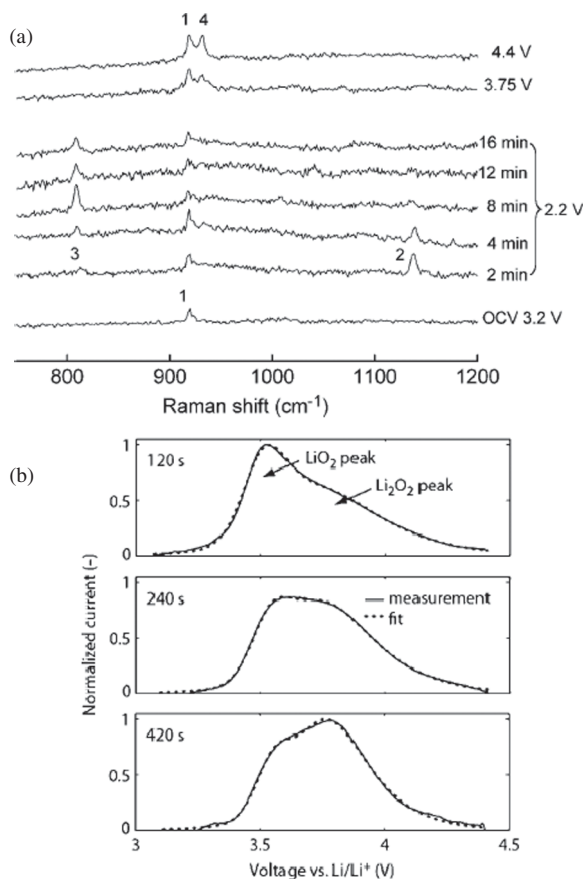 (a)
1 4
4.4 V
3.75 V
16 min
12 min
8 min
2.2 V
4 min
3
2
2 min
1
OCV 3.2 V
800 900 1000 1100 1200
Raman shift (cm⁻¹)
(b)
120 s
LiO₂ peak
Li₂O₂ peak
1
0.5
0
240 s
measurement
fit
1
0.5
0
420 s
1
0.5
0
Normalized current (-)
3 3.5 4 4.5
Voltage vs. Li/Li⁺ (V)